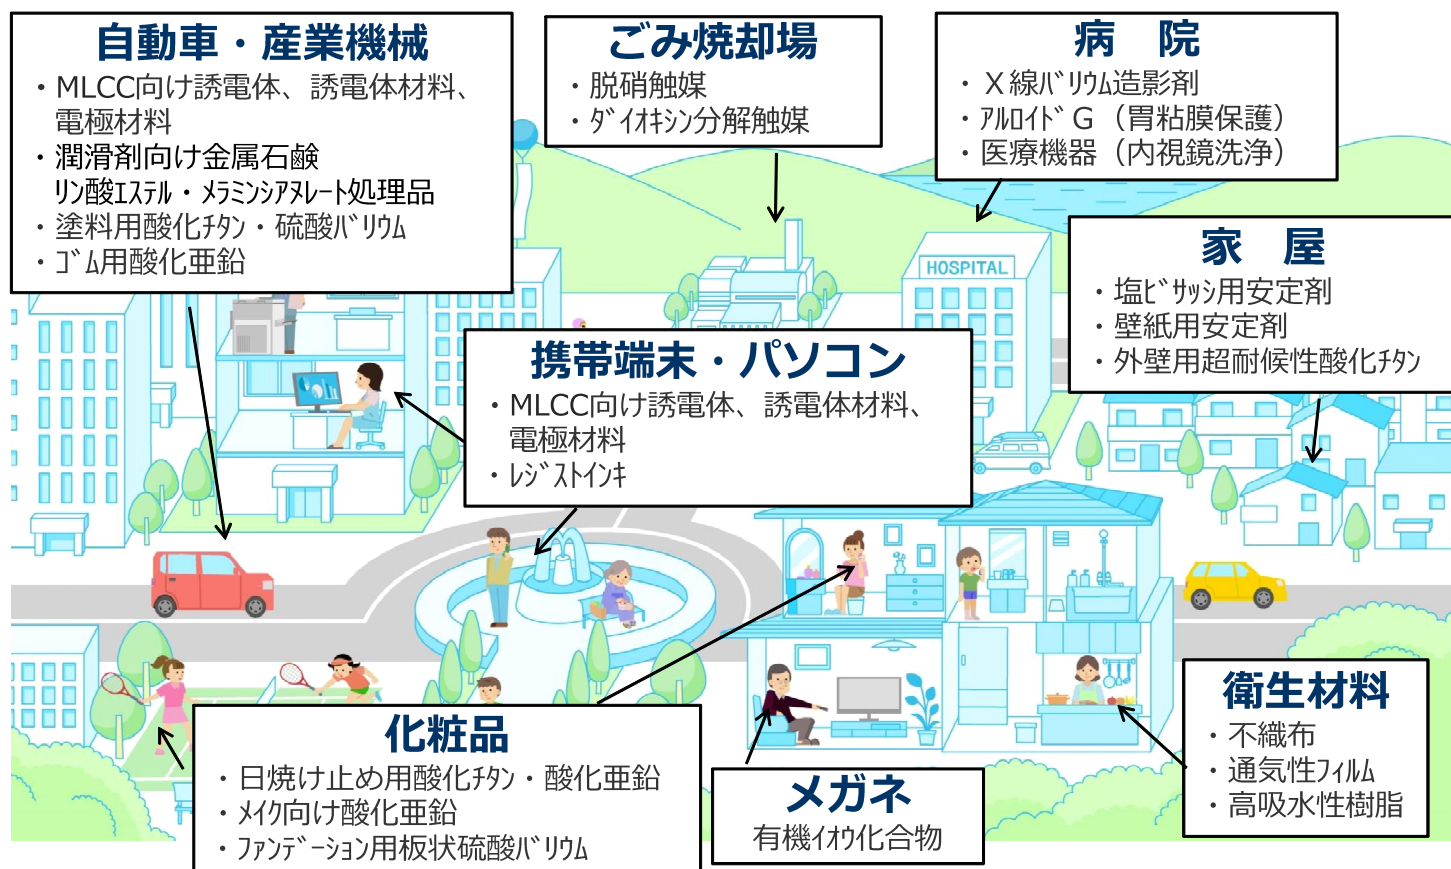 自動車・産業機械
・MLCC向け誘電体、誘電体材料、
電極材料
・潤滑剤向け金属石鹸
ﾘﾝ酸ｴｽﾃﾙ・ﾒﾗﾐﾝｼｱﾇﾚｰﾄ処理品
・塗料用酸化ﾁﾀﾝ・硫酸ﾊﾞﾘｳﾑ
・ｺﾞﾑ用酸化亜鉛
ごみ焼却場
・脱硝触媒
・ﾀﾞｲｵｷｼﾝ分解触媒
病　院
・Ｘ線ﾊﾞﾘｳﾑ造影剤
・ｱﾙﾛｲﾄﾞＧ（胃粘膜保護）
・医療機器（内視鏡洗浄）
HOSPITAL
家　屋
・塩ﾋﾞｻｯｼ用安定剤
・壁紙用安定剤
・外壁用超耐候性酸化ﾁﾀﾝ
携帯端末・パソコン
・MLCC向け誘電体、誘電体材料、
電極材料
・ﾚｼﾞｽﾄｲﾝｷ
化粧品
・日焼け止め用酸化ﾁﾀﾝ・酸化亜鉛
・ﾒｲｸ向け酸化亜鉛
・ﾌｧﾝﾃﾞｰｼｮﾝ用板状硫酸ﾊﾞﾘｳﾑ
メガネ
有機ｲｵｳ化合物
衛生材料
・不織布
・通気性ﾌｨﾙﾑ
・高吸水性樹脂